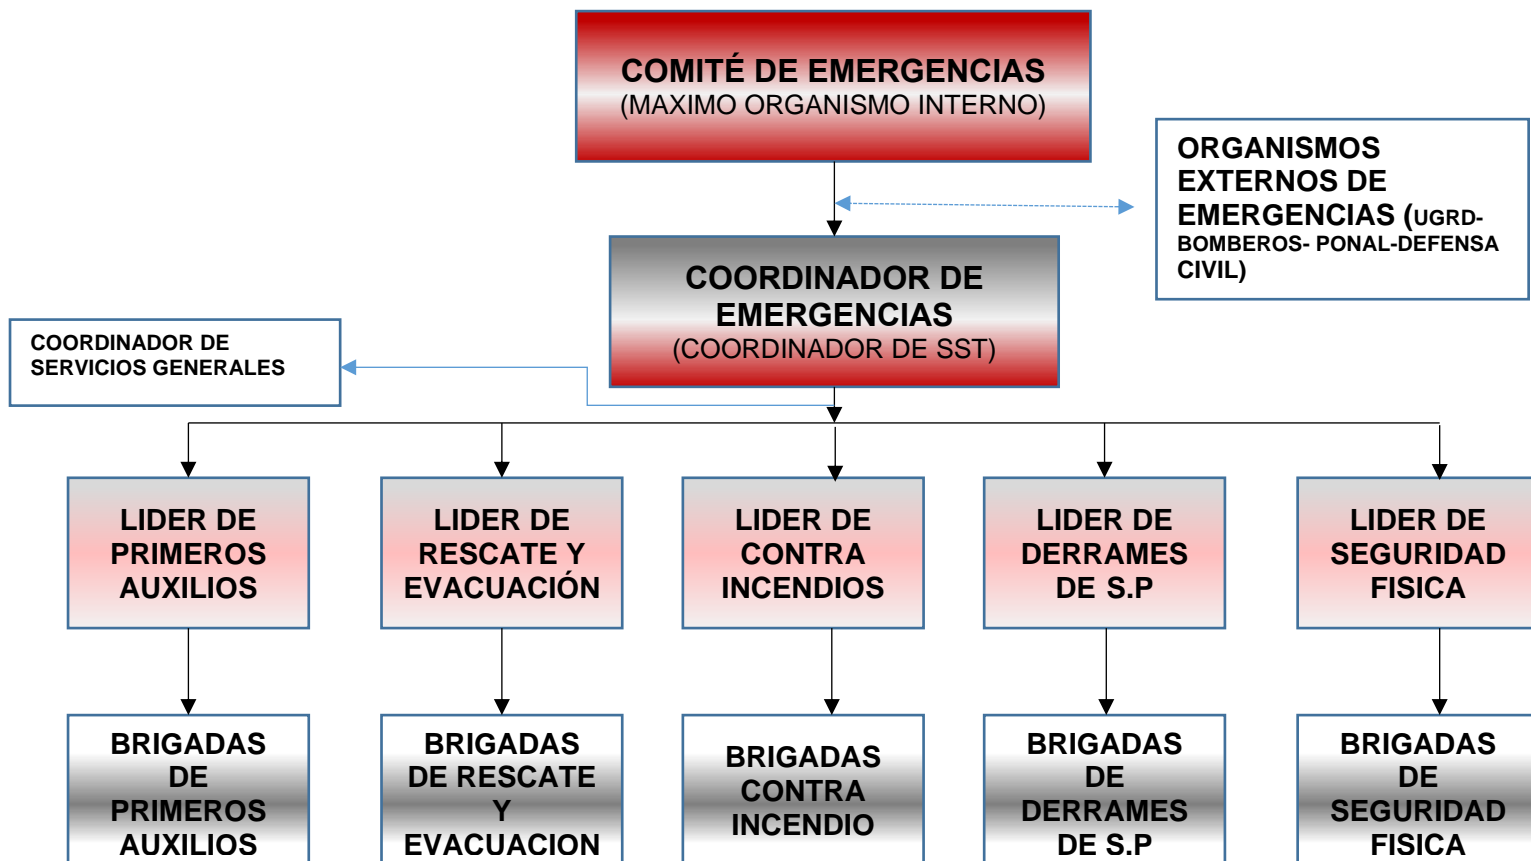 COMITÉ DE EMERGENCIAS
(MAXIMO ORGANISMO INTERNO)
ORGANISMOS
EXTERNOS DE
EMERGENCIAS (UGRD-
BOMBEROS- PONAL-DEFENSA
CIVIL)
COORDINADOR DE
EMERGENCIAS
(COORDINADOR DE SST)
COORDINADOR DE
SERVICIOS GENERALES
LIDER DE
PRIMEROS
AUXILIOS
LIDER DE
RESCATE Y
EVACUACIÓN
LIDER DE
CONTRA
INCENDIOS
LIDER DE
DERRAMES
DE S.P
LIDER DE
SEGURIDAD
FISICA
BRIGADAS
DE
PRIMEROS
AUXILIOS
BRIGADAS
DE RESCATE
Y
EVACUACION
BRIGADAS
CONTRA
INCENDIO
BRIGADAS
DE
DERRAMES
DE S.P
BRIGADAS
DE
SEGURIDAD
FISICA